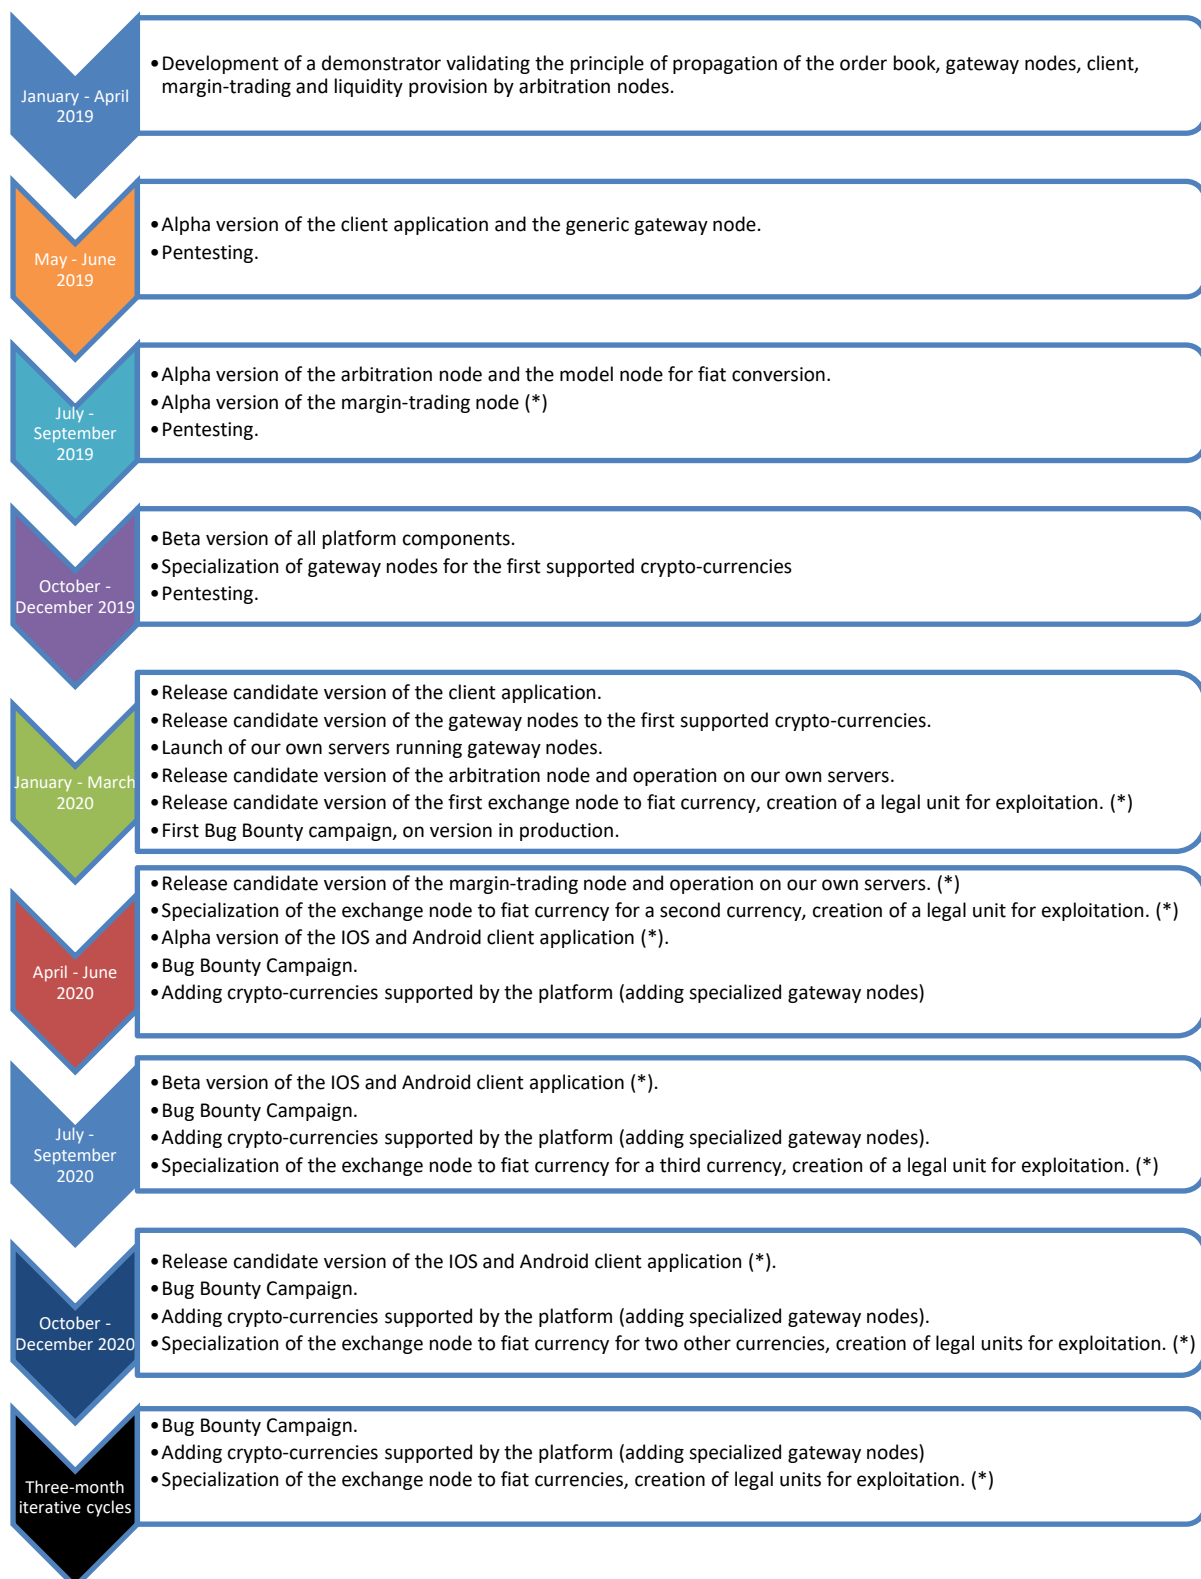 January - April
2019
•Development of a demonstrator validating the principle of propagation of the order book, gateway nodes, client,
margin-trading and liquidity provision by arbitration nodes.
May - June
2019
•Alpha version of the client application and the generic gateway node.
•Pentesting.
July -
September
2019
•Alpha version of the arbitration node and the model node for fiat conversion.
•Alpha version of the margin-trading node (*)
•Pentesting.
October -
December 2019
•Beta version of all platform components.
•Specialization of gateway nodes for the first supported crypto-currencies
•Pentesting.
January - March
2020
•Release candidate version of the client application.
•Release candidate version of the gateway nodes to the first supported crypto-currencies.
•Launch of our own servers running gateway nodes.
•Release candidate version of the arbitration node and operation on our own servers.
•Release candidate version of the first exchange node to fiat currency, creation of a legal unit for exploitation. (*)
•First Bug Bounty campaign, on version in production.
April - June
2020
•Release candidate version of the margin-trading node and operation on our own servers. (*)
•Specialization of the exchange node to fiat currency for a second currency, creation of a legal unit for exploitation. (*)
•Alpha version of the IOS and Android client application (*).
•Bug Bounty Campaign.
•Adding crypto-currencies supported by the platform (adding specialized gateway nodes)
July -
September
2020
•Beta version of the IOS and Android client application (*).
•Bug Bounty Campaign.
•Adding crypto-currencies supported by the platform (adding specialized gateway nodes).
•Specialization of the exchange node to fiat currency for a third currency, creation of a legal unit for exploitation. (*)
October -
December 2020
•Release candidate version of the IOS and Android client application (*).
•Bug Bounty Campaign.
•Adding crypto-currencies supported by the platform (adding specialized gateway nodes).
•Specialization of the exchange node to fiat currency for two other currencies, creation of legal units for exploitation. (*)
Three-month
iterative cycles
•Bug Bounty Campaign.
•Adding crypto-currencies supported by the platform (adding specialized gateway nodes)
•Specialization of the exchange node to fiat currencies, creation of legal units for exploitation. (*)